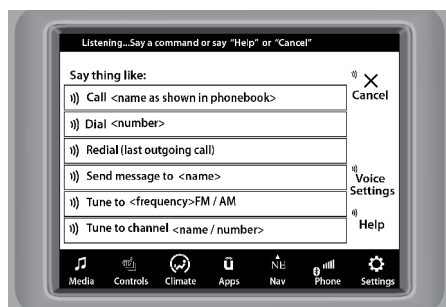 Listening...Say a command or say "Help" or "Cancel"
Say thing like:
Call <name as shown in phonebook>
Dial <number>
Redial (last outgoing call)
Send message to <name>
Tune to <frequency>FM / AM
Tune to channel <name / number>
Cancel
Voice
Settings
Help
NE
Media Controls Climate Apps Nav Phone Settings